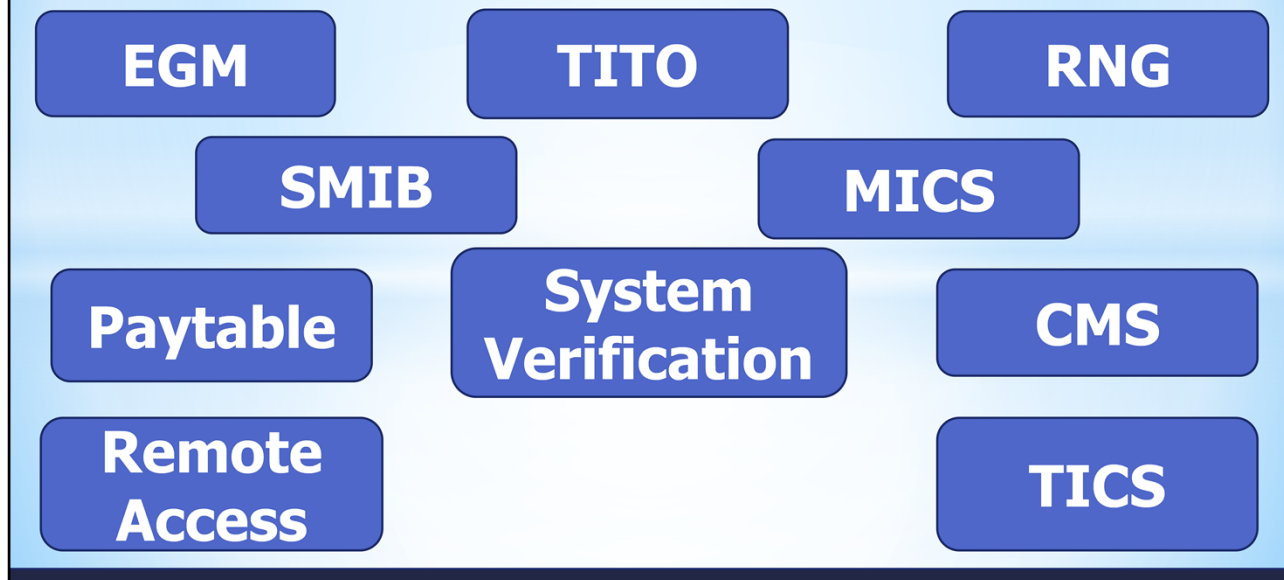 EGM
TITO
RNG
SMIB
MICS
Paytable
System
Verification
CMS
Remote
Access
TICS